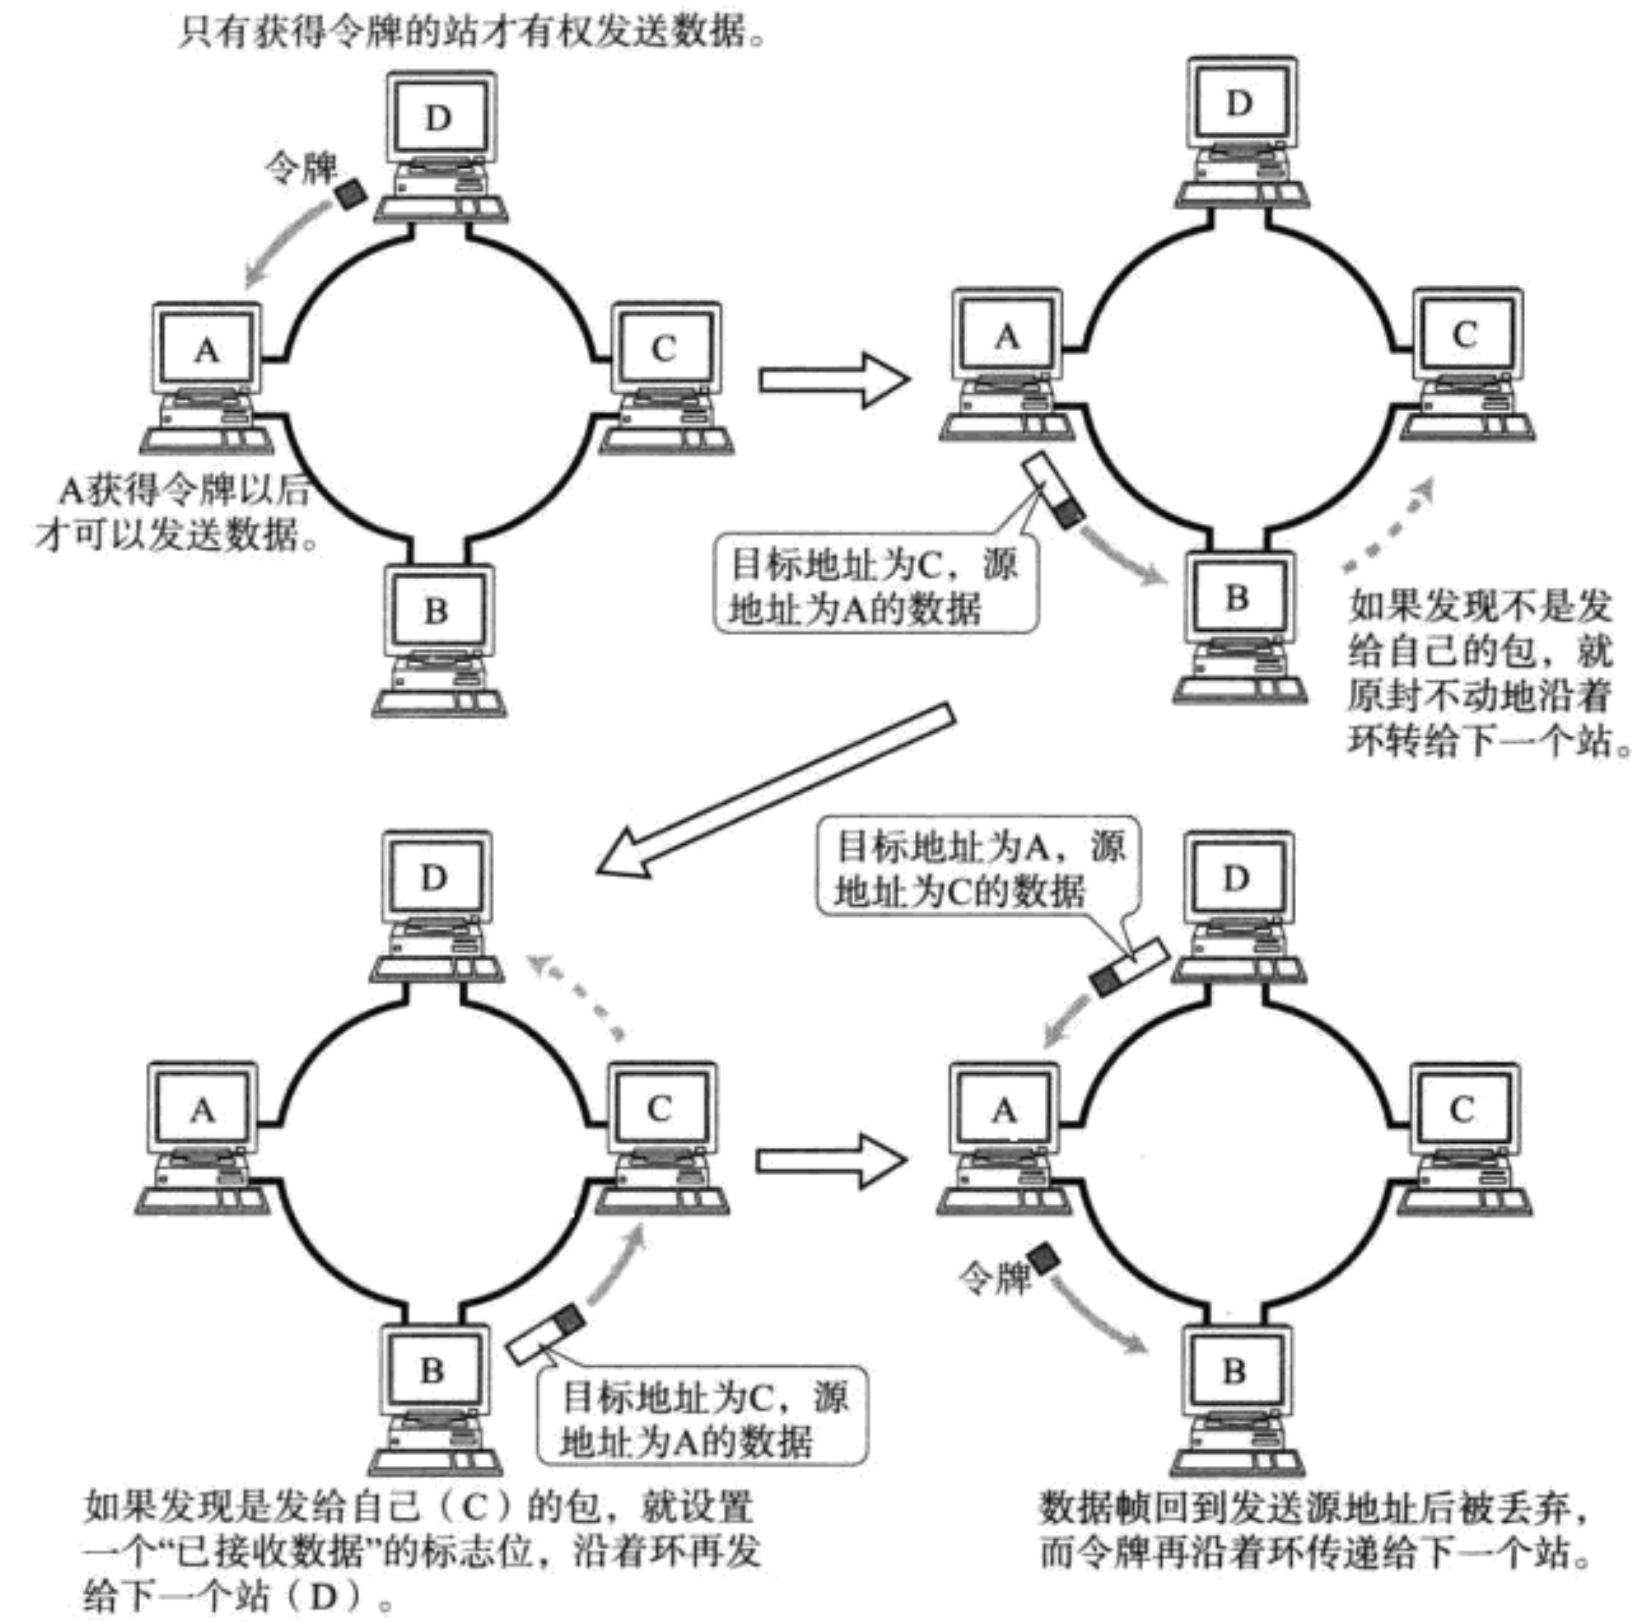 只有获得令牌的站才有权发送数据。
D
令牌
A
C
A获得令牌以后
才可以发送数据。
B
D
A
C
目标地址为C，源
地址为A的数据
B
如果发现不是发
给自己的包，就
原封不动地沿着
环转给下一个站。
D
A
C
B
目标地址为C，源
地址为A的数据
如果发现是发给自己（C）的包，就设置
一个“已接收数据”的标志位，沿着环再发
给下一个站（D）。
目标地址为A，源
地址为C的数据
D
A
C
令牌
B
数据帧回到发送源地址后被丢弃，
而令牌再沿着环传递给下一个站。